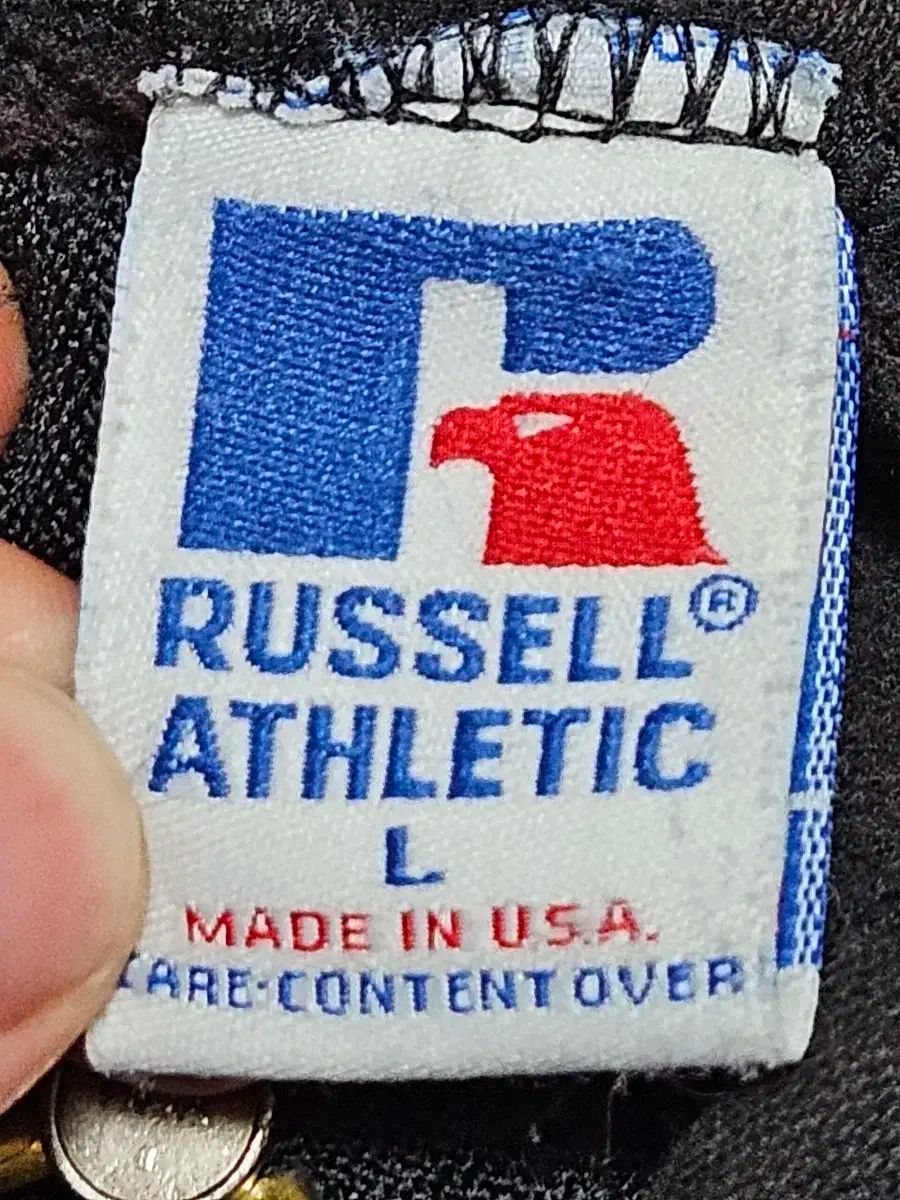 RUSSELL®
ATHLETIC
L
MADE IN U.S.A.
CARE·CONTENT OVER